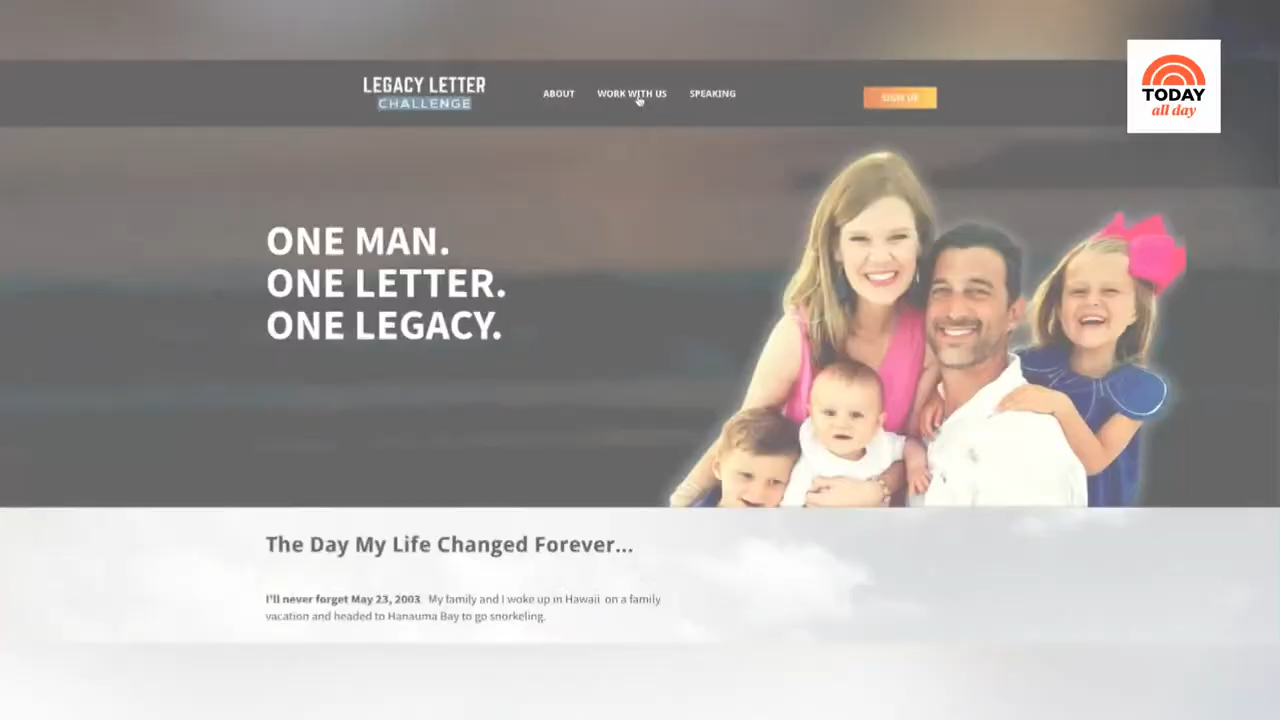 LEGACY LETTER
CHALLENGE
ABOUT
WORK WITH US
SPEAKING
SIGN UP
TODAY
all day
ONE MAN.
ONE LETTER.
ONE LEGACY.
The Day My Life Changed Forever...
I'll never forget May 23, 2003. My family and I woke up in Hawaii on a family
vacation and headed to Hanauma Bay to go snorkeling.